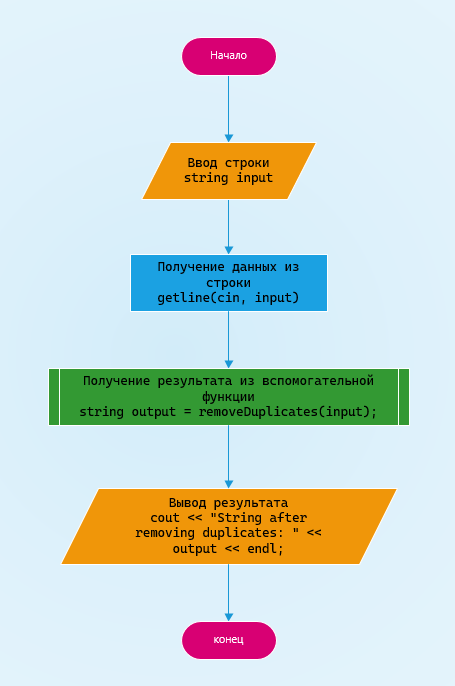 Начало
Ввод строки
string input
Получение данных из
строки
getline(cin, input)
Получение результата из вспомогательной
функции
string output = removeDuplicates(input);
Вывод результата
cout << "String after
removing duplicates: " <<
output << endl;
конец